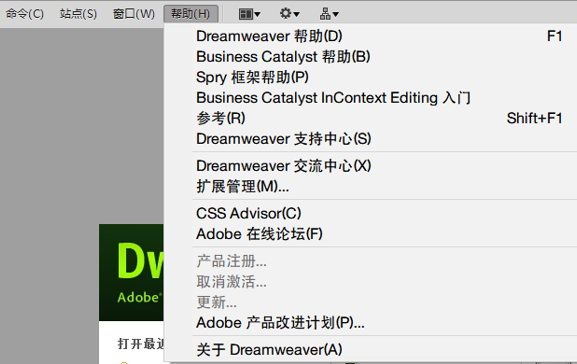 命令(C) 站点(S) 窗口(W) 帮助(H)
Dreamweaver 帮助(D) F1
Business Catalyst 帮助(B)
Spry 框架帮助(P)
Business Catalyst InContext Editing 入门
参考(R) Shift+F1
Dreamweaver 支持中心(S)
Dreamweaver 交流中心(X)
扩展管理(M)...
CSS Advisor(C)
Adobe 在线论坛(F)
产品注册...
取消激活...
更新...
Adobe 产品改进计划(P)...
关于 Dreamweaver(A)
Dw
Adobe
打开最近